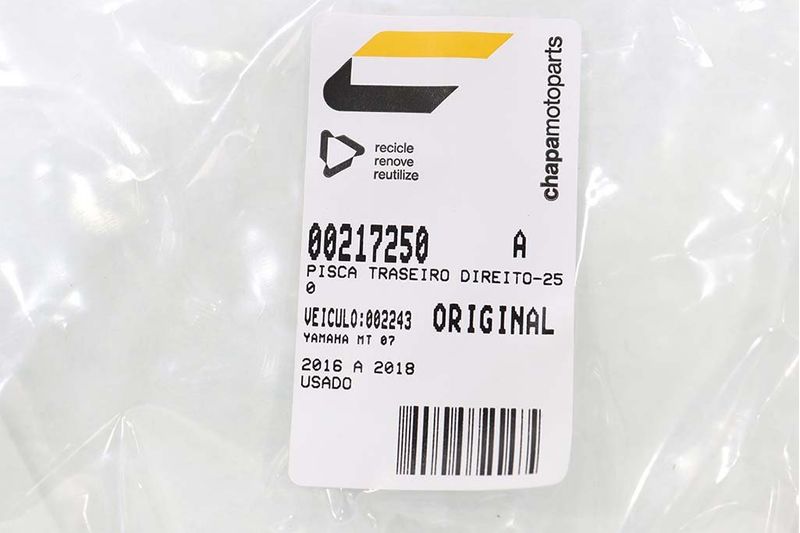 chapamotoparts
recicle
renove
reutilize
00217250 A
PISCA TRASEIRO DIREITO-25
0
VEICULO:002243 ORIGINAL
YAMAHA MT 07
2016 A 2018
USADO